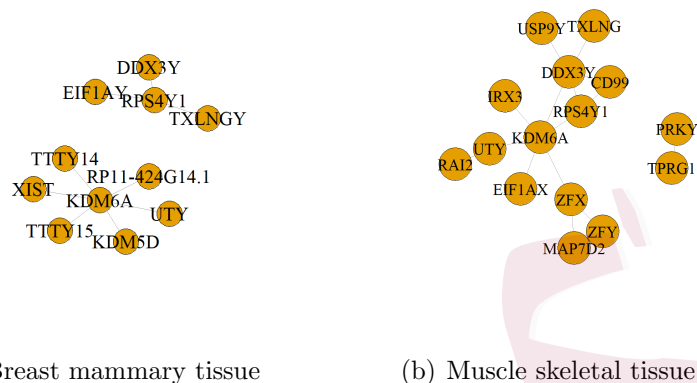 DDX3Y
EIF1AY
RPS4Y1
TXLNGY
TTTY14
RP11-424G14.1
XIST
KDM6A
UTY
TTTY15
KDM5D
Breast mammary tissue
USP9Y
TXLNG
DDX3Y
CD99
IRX3
RPS4Y1
KDM6A
PRKY
UTY
RAI2
TPRG1
EIF1AX
ZFX
ZFY
MAP7D2
(b) Muscle skeletal tissue